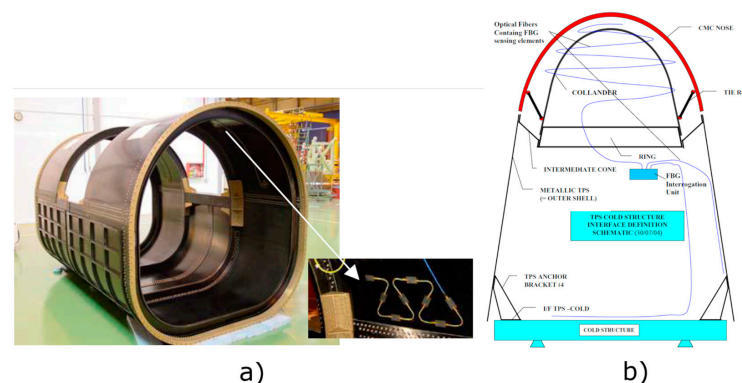 Optical Fibers
Containg FBG
sensing elements
CMC NOSE
COLLANDER
TIE R
RING
INTERMEDIATE CONE
FBG
Interrogation
Unit
METALLIC TPS
(= OUTER SHELL)
TPS COLD STRUCTURE
INTERFACE DEFINITION
SCHEMATIC (30/07/04)
TPS ANCHOR
BRACKET #4
I/F TPS –COLD
COLD STRUCTURE
a)
b)